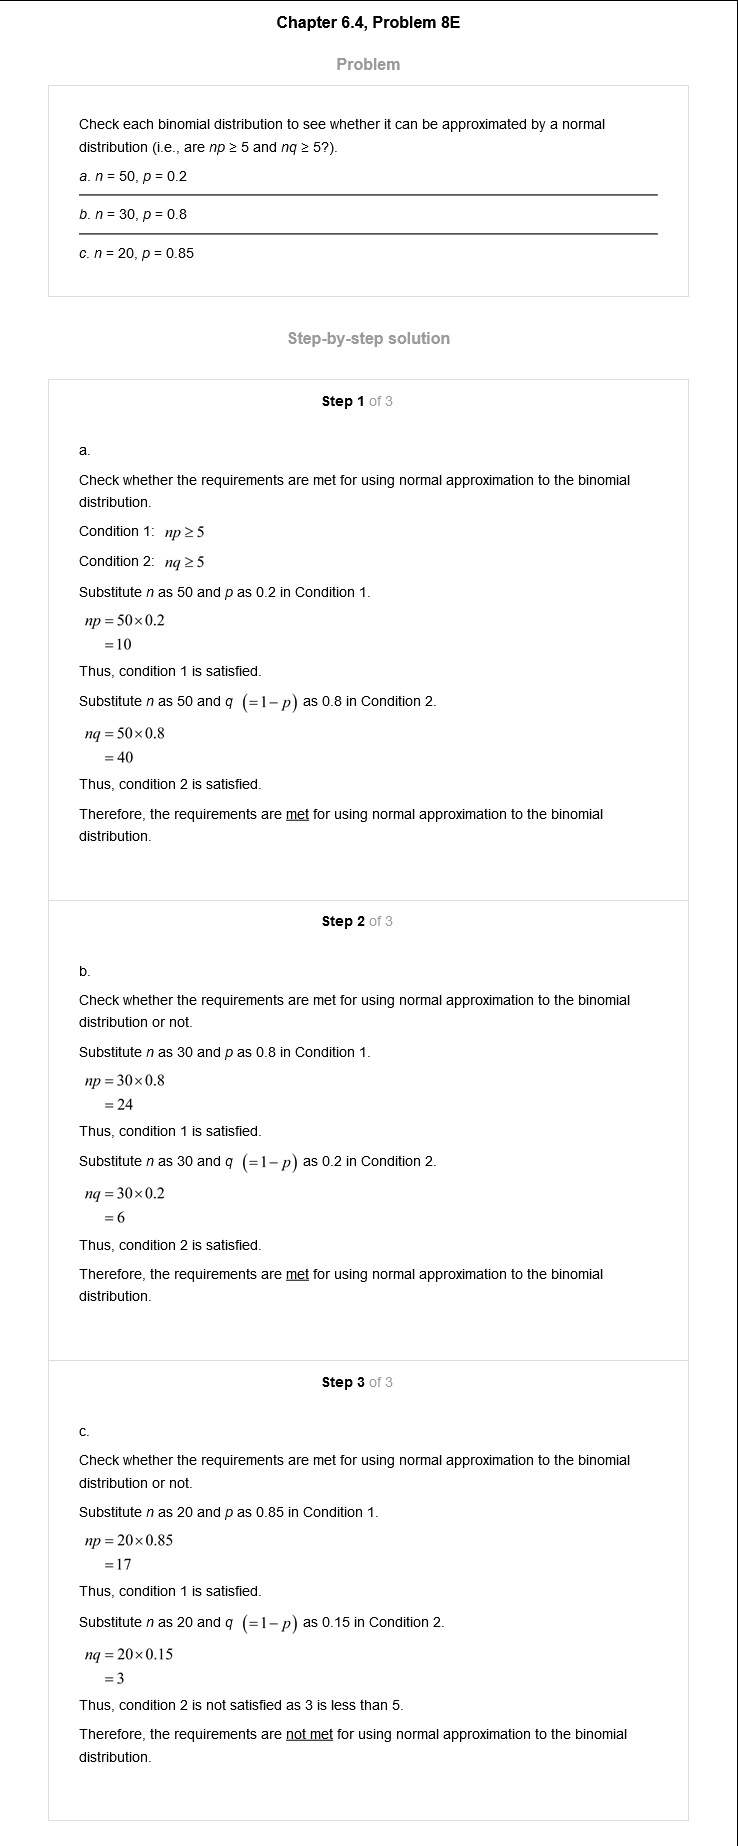 Chapter 6.4, Problem 8E
Problem
Check each binomial distribution to see whether it can be approximated by a normal
distribution (i.e., are np ≥ 5 and nq ≥ 5?).
a. n = 50, p = 0.2
b. n = 30, p = 0.8
c. n = 20, p = 0.85
Step-by-step solution
Step 1 of 3
a.
Check whether the requirements are met for using normal approximation to the binomial
distribution.
Condition 1: np ≥ 5
Condition 2: nq ≥ 5
Substitute n as 50 and p as 0.2 in Condition 1.
np = 50×0.2
= 10
Thus, condition 1 is satisfied.
Substitute n as 50 and q (=1−p) as 0.8 in Condition 2.
nq = 50×0.8
= 40
Thus, condition 2 is satisfied.
Therefore, the requirements are met for using normal approximation to the binomial
distribution.
Step 2 of 3
b.
Check whether the requirements are met for using normal approximation to the binomial
distribution or not.
Substitute n as 30 and p as 0.8 in Condition 1.
np = 30×0.8
= 24
Thus, condition 1 is satisfied.
Substitute n as 30 and q (=1−p) as 0.2 in Condition 2.
nq = 30×0.2
= 6
Thus, condition 2 is satisfied.
Therefore, the requirements are met for using normal approximation to the binomial
distribution.
Step 3 of 3
c.
Check whether the requirements are met for using normal approximation to the binomial
distribution or not.
Substitute n as 20 and p as 0.85 in Condition 1.
np = 20×0.85
= 17
Thus, condition 1 is satisfied.
Substitute n as 20 and q (=1−p) as 0.15 in Condition 2.
nq = 20×0.15
= 3
Thus, condition 2 is not satisfied as 3 is less than 5.
Therefore, the requirements are not met for using normal approximation to the binomial
distribution.